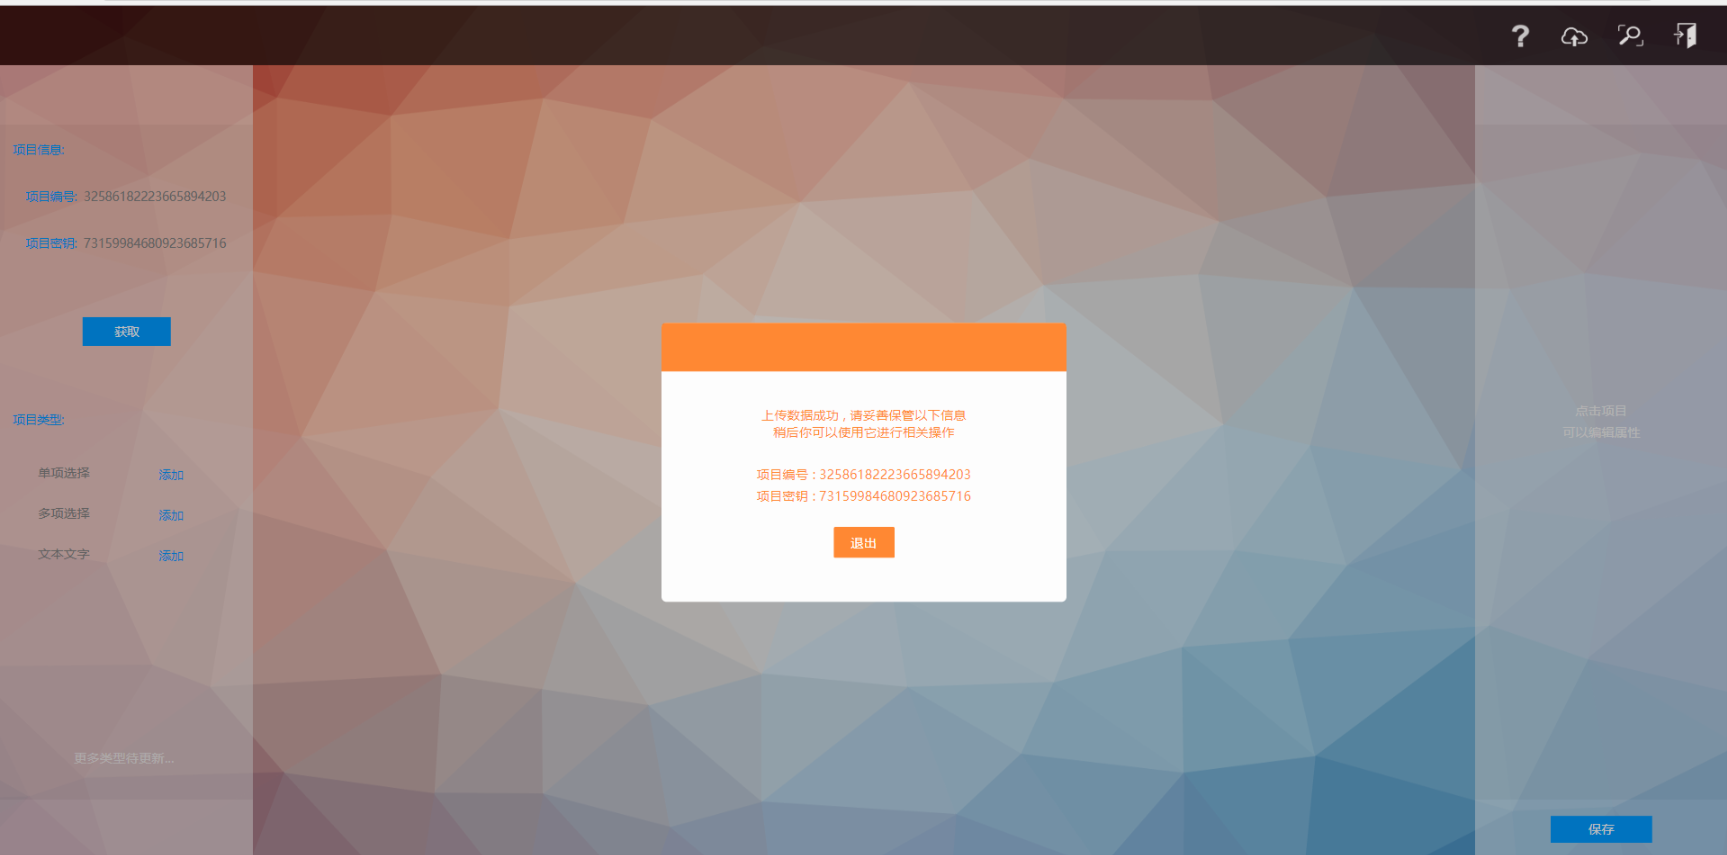 项目信息:
项目编号: 32586182223665894203
项目密钥: 73159984680923685716
获取
项目类型:
单项选择 添加
多项选择 添加
文本文字 添加
更多类型待更新...
上传数据成功，请妥善保管以下信息
稍后你可以使用它进行相关操作
项目编号：32586182223665894203
项目密钥：73159984680923685716
退出
点击项目
可以编辑属性
保存